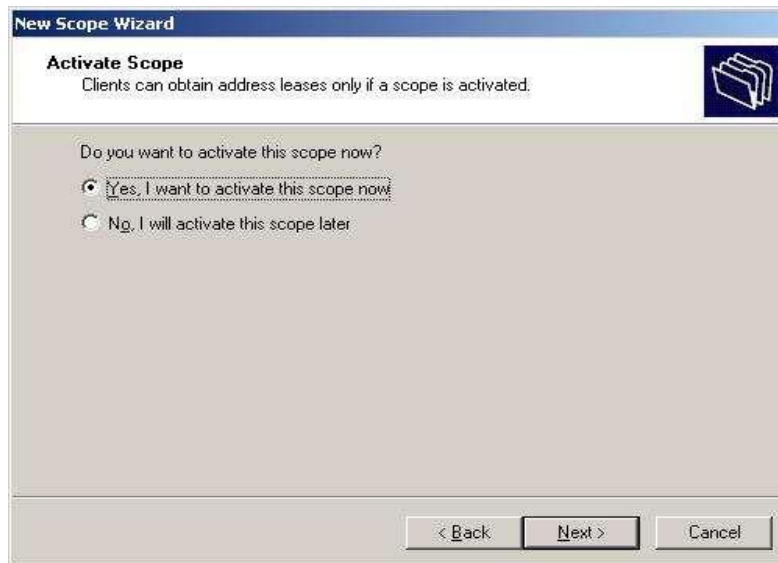 New Scope Wizard
Activate Scope
Clients can obtain address leases only if a scope is activated.
Do you want to activate this scope now?
Yes, I want to activate this scope now
No, I will activate this scope later
< Back
Next >
Cancel